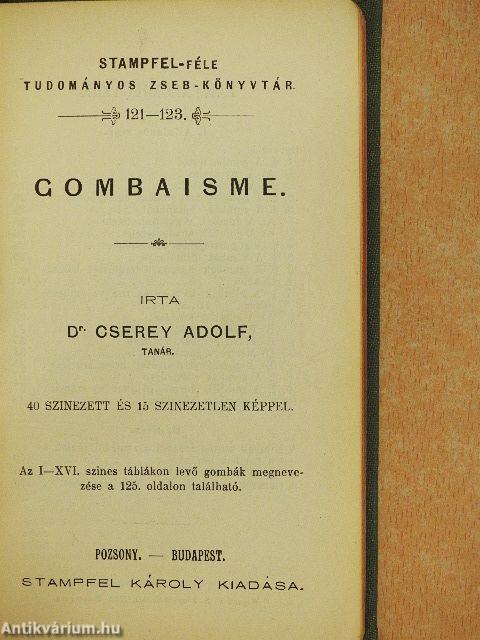 STAMPFEL-FÉLE
TUDOMÁNYOS ZSEB-KÖNYVTÁR.
121—123.
GOMBAISME.
IRTA
Dr. CSEREY ADOLF,
TANÁR.
40 SZINEZETT ÉS 15 SZINEZETLEN KÉPPEL.
Az I—XVI. szines táblákon levő gombák megneve-
zése a 125. oldalon található.
POZSONY. — BUDAPEST.
STAMPFEL KÁROLY KIADÁSA.
Antikvárium.hu